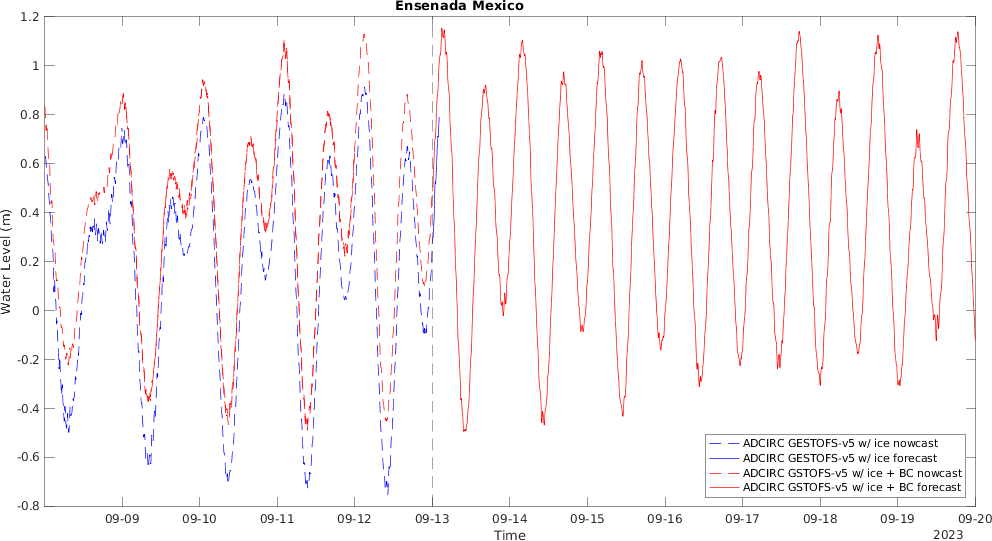 Ensenada Mexico
Water Level (m)
1.2
1
0.8
0.6
0.4
0.2
0
-0.2
-0.4
-0.6
-0.8
ADCIRC GESTOFS-v5 w/ ice nowcast
ADCIRC GESTOFS-v5 w/ ice forecast
ADCIRC GSTOFS-v5 w/ ice + BC nowcast
ADCIRC GSTOFS-v5 w/ ice + BC forecast
09-09 09-10 09-11 09-12 09-13 09-14 09-15 09-16 09-17 09-18 09-19 09-20
Time
2023